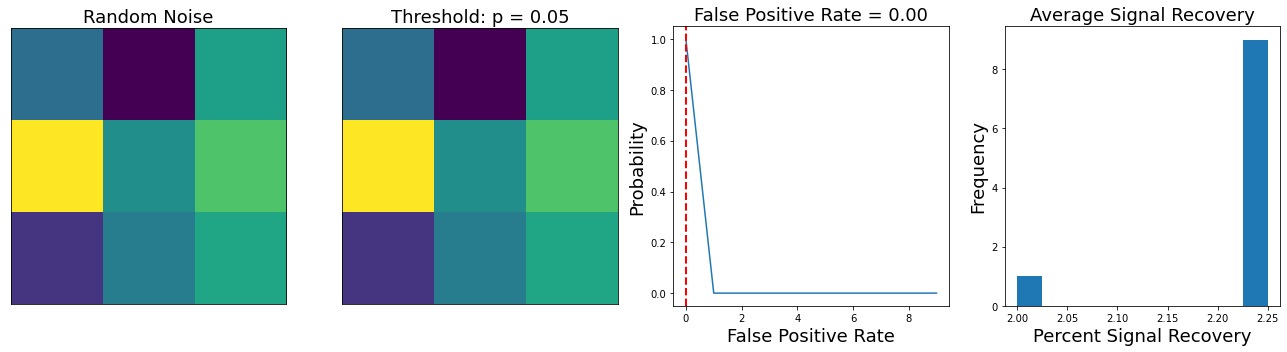 Random Noise
Threshold: p = 0.05
False Positive Rate = 0.00
Probability
1.0
0.8
0.6
0.4
0.2
0.0
0
2
4
6
8
False Positive Rate
Average Signal Recovery
Frequency
8
6
4
2
0
2.00
2.05
2.10
2.15
2.20
2.25
Percent Signal Recovery